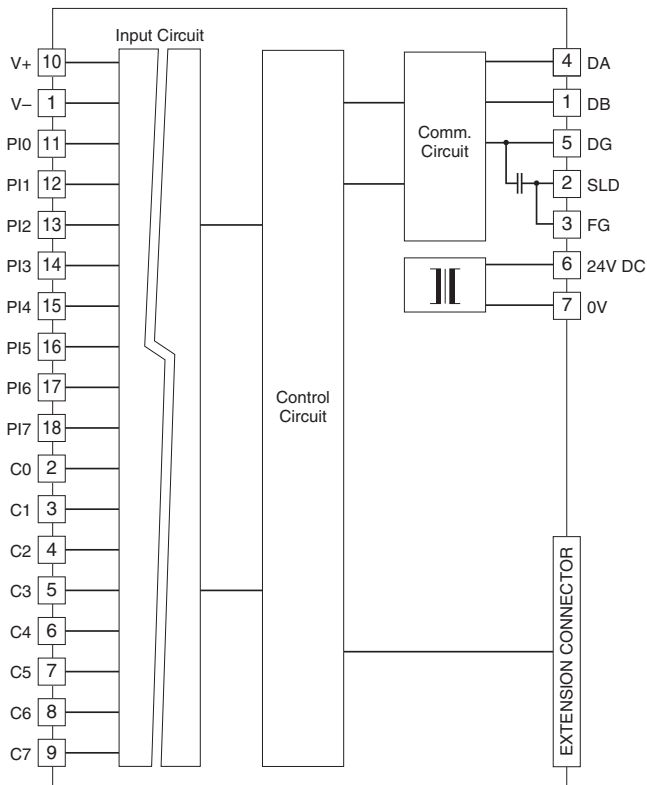 Input Circuit
V+ 10
V– 1
PI0 11
PI1 12
PI2 13
PI3 14
PI4 15
PI5 16
PI6 17
PI7 18
C0 2
C1 3
C2 4
C3 5
C4 6
C5 7
C6 8
C7 9
Control
Circuit
Comm.
Circuit
4 DA
1 DB
5 DG
2 SLD
3 FG
6 24V DC
7 0V
EXTENSION CONNECTOR